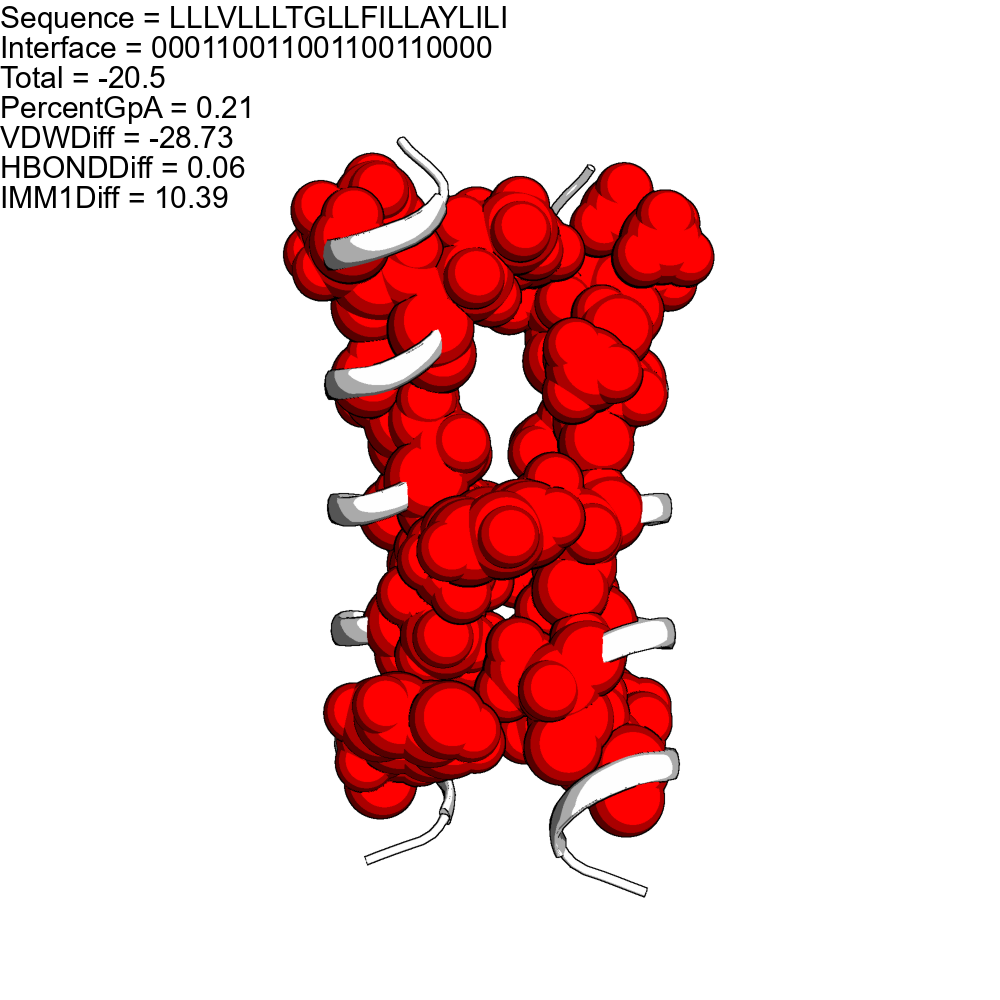 Sequence = LLLVLLLTGLLFILLAYLILI
Interface = 000110011001100110000
Total = -20.5
PercentGpA = 0.21
VDWDiff = -28.73
HBONDDiff = 0.06
IMM1Diff = 10.39